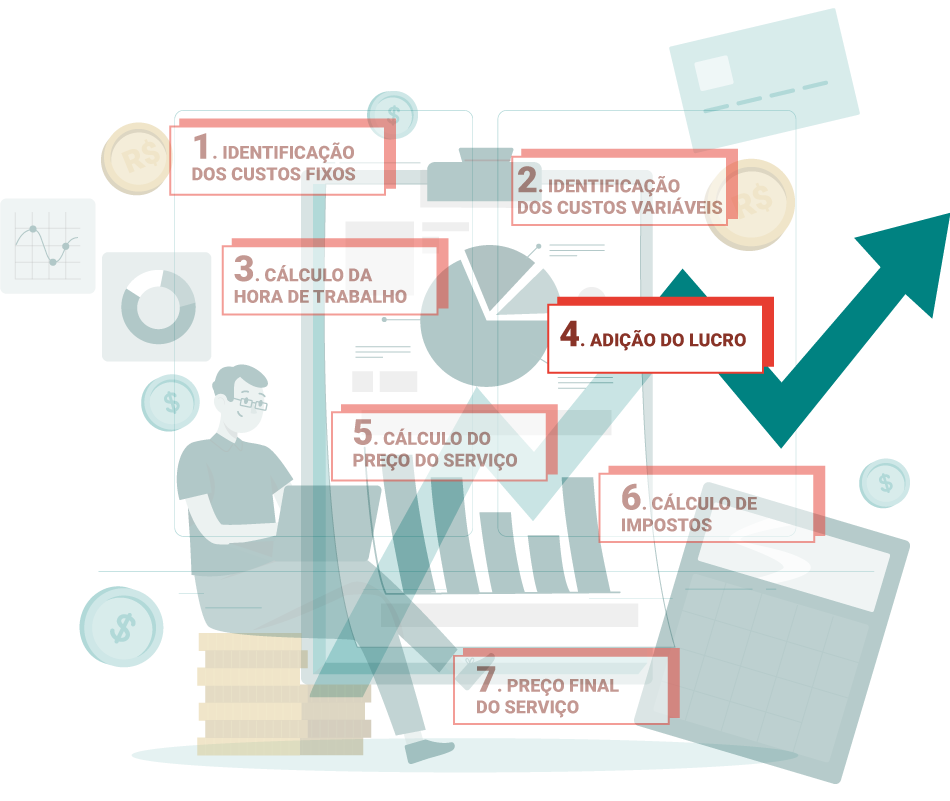 R$
$
1. IDENTIFICAÇÃO
DOS CUSTOS FIXOS
2. IDENTIFICAÇÃO
DOS CUSTOS VARIÁVEIS
R$
3. CÁLCULO DA
HORA DE TRABALHO
4. ADIÇÃO DO LUCRO
$
5. CÁLCULO DO
PREÇO DO SERVIÇO
6. CÁLCULO DE
IMPOSTOS
$
$
7. PREÇO FINAL
DO SERVIÇO